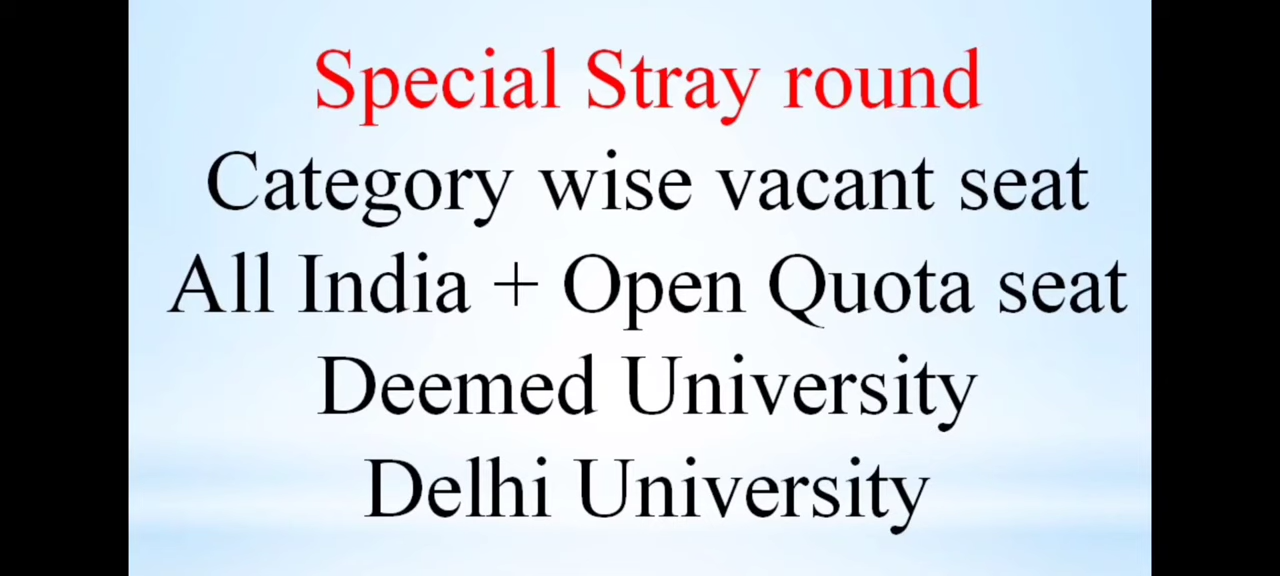 Special Stray round
Category wise vacant seat
All India + Open Quota seat
Deemed University
Delhi University